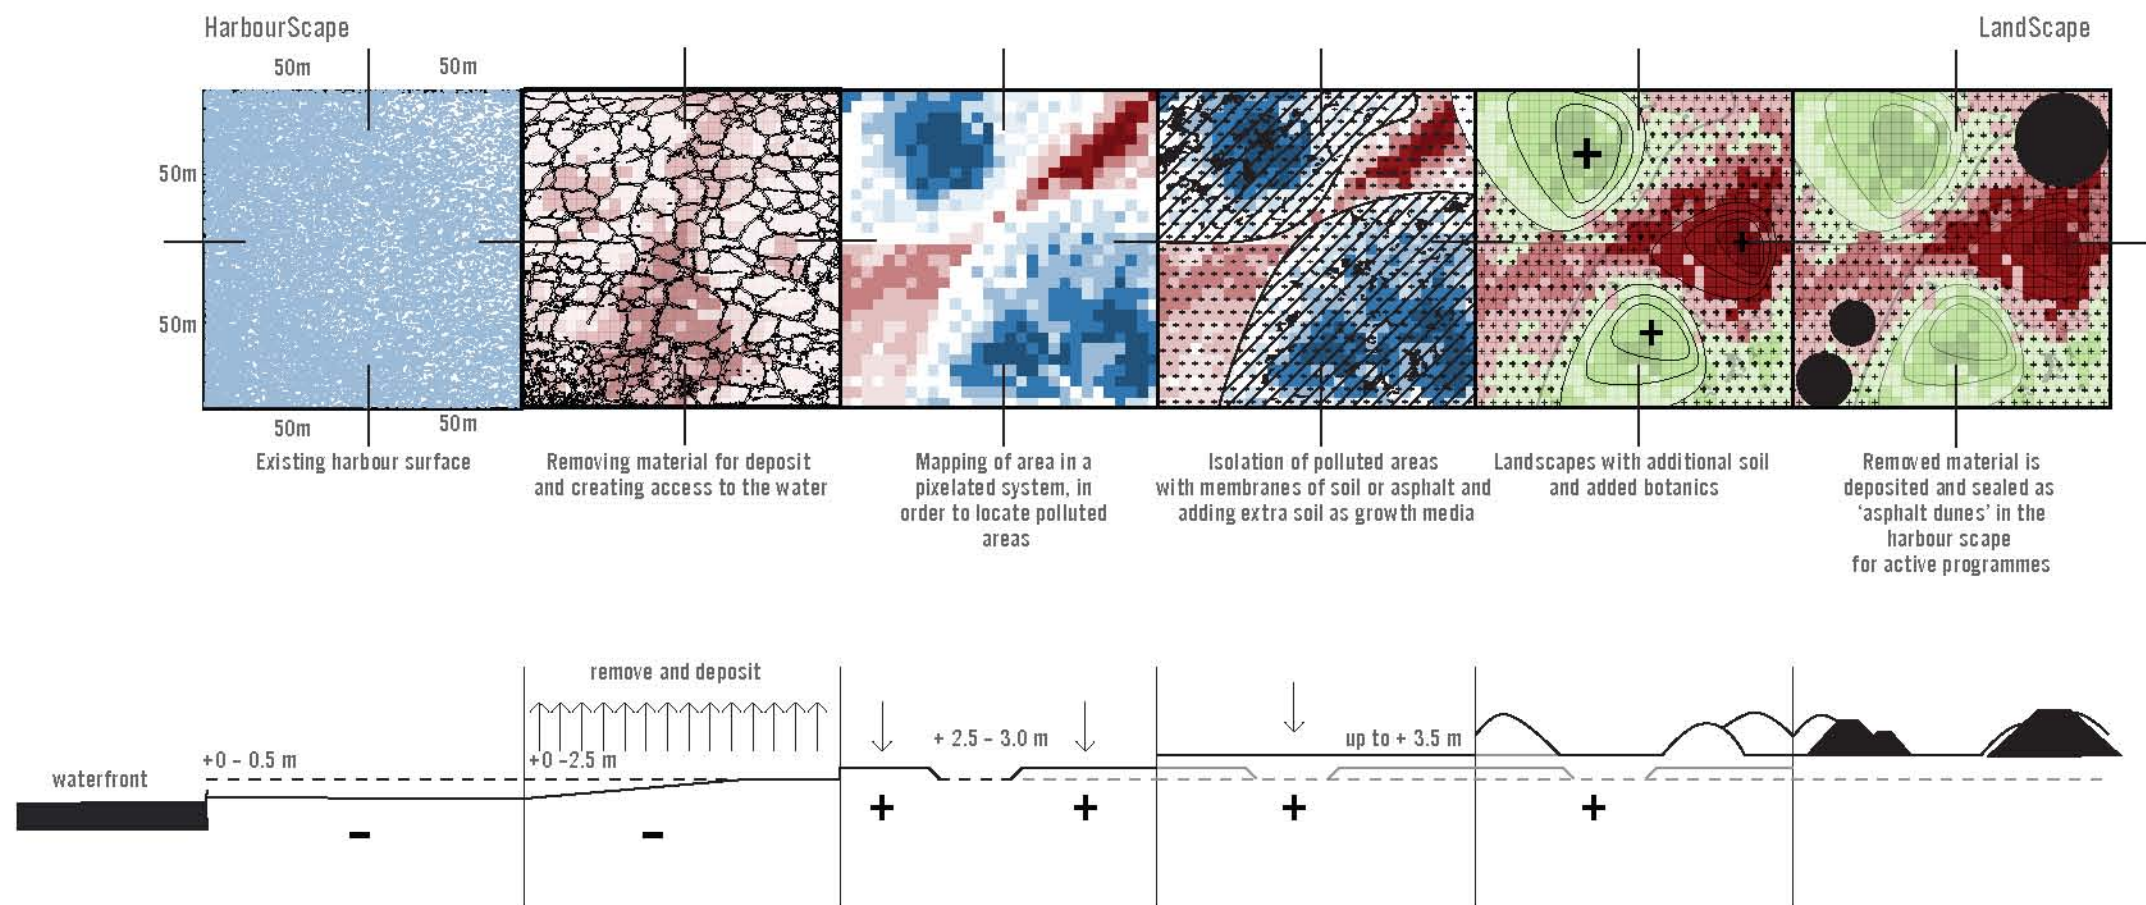 HarbourScape
LandScape
50m
50m
50m
50m
50m
50m
Existing harbour surface
Removing material for deposit
and creating access to the water
Mapping of area in a
pixelated system, in
order to locate polluted
areas
Isolation of polluted areas
with membranes of soil or asphalt and
adding extra soil as growth media
Landscapes with additional soil
and added botanics
Removed material is
deposited and sealed as
‘asphalt dunes’ in the
harbour scape
for active programmes
remove and deposit
waterfront
+0 – 0.5 m
+0 –2.5 m
+ 2.5 – 3.0 m
up to + 3.5 m